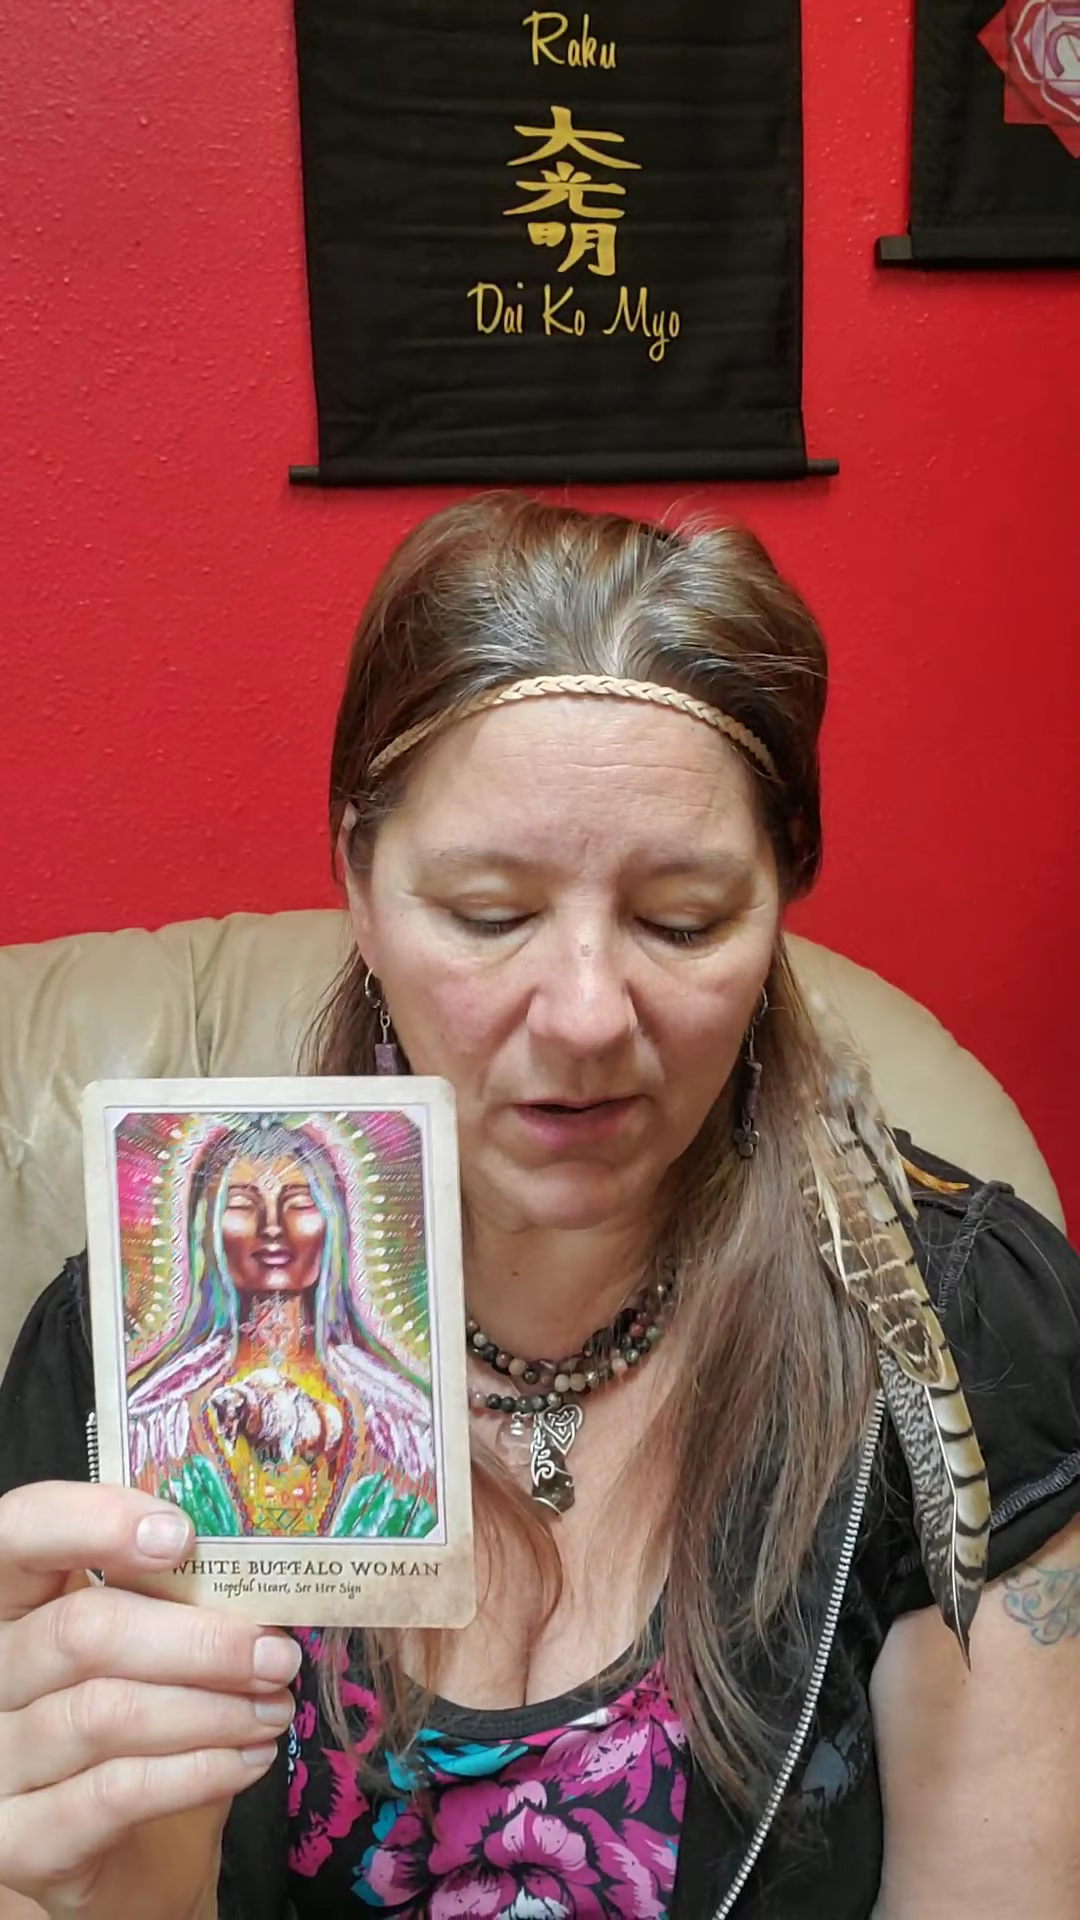 Raku
大
光
明
Dai Ko Myo
WHITE BUFFALO WOMAN
Hopeful Heart, See Her Sign